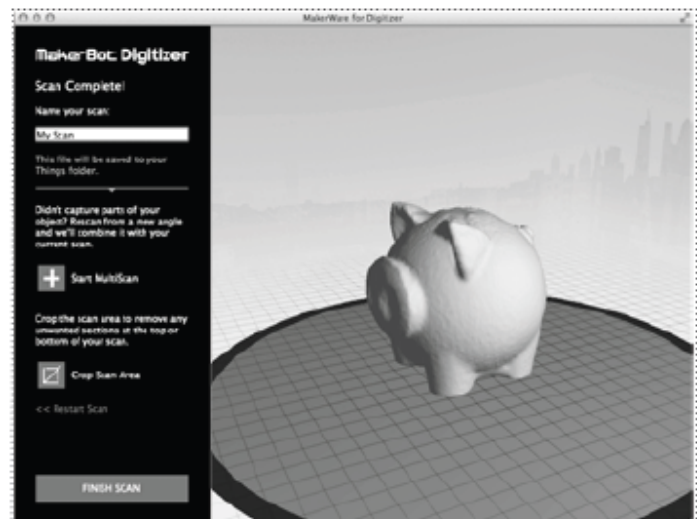 MakerWare for Digitizer
MakerBot Digitizer
Scan Complete!
Name your scan:
My Scan
This file will be saved to your
Things folder.
Didn't capture parts of your
object? Rescan from a new angle
and we'll combine it with your
current scan.
Start MultiScan
Crop the scan area to remove any
unwanted sections at the top or
bottom of your scan.
Crop Scan Area
<< Restart Scan
FINISH SCAN